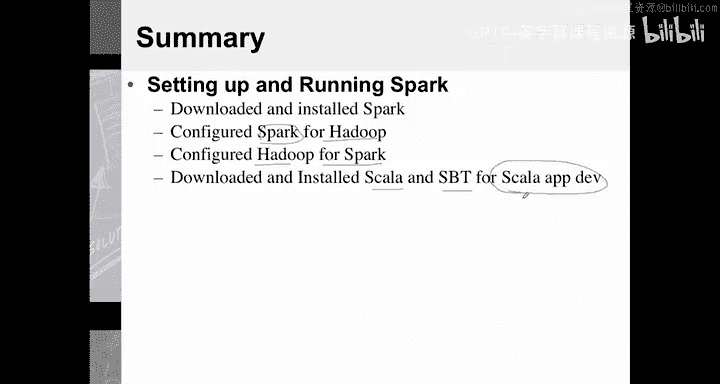 Summary
bilibili
• Setting up and Running Spark
– Downloaded and installed Spark
– Configured Spark for Hadoop
– Configured Hadoop for Spark
– Downloaded and Installed Scala and SBT for Scala app dev